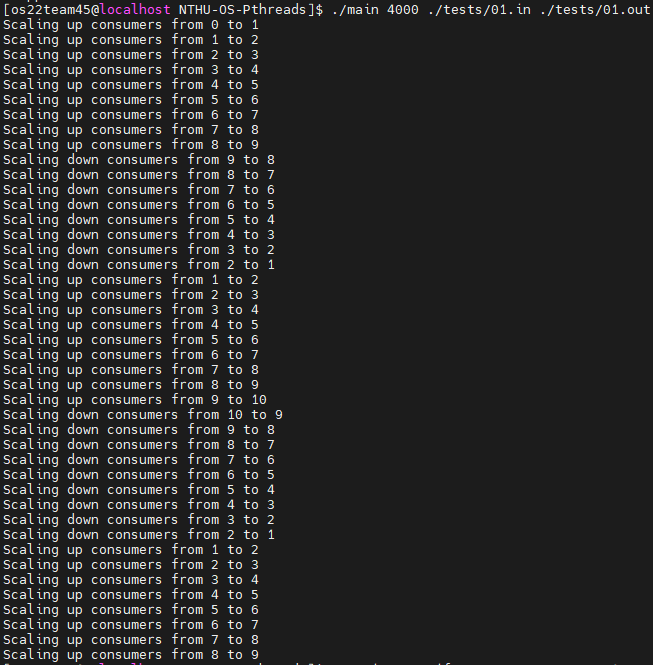 [os22team45@localhost NTHU-OS-Pthreads]$ ./main 4000 ./tests/01.in ./tests/01.out
Scaling up consumers from 0 to 1
Scaling up consumers from 1 to 2
Scaling up consumers from 2 to 3
Scaling up consumers from 3 to 4
Scaling up consumers from 4 to 5
Scaling up consumers from 5 to 6
Scaling up consumers from 6 to 7
Scaling up consumers from 7 to 8
Scaling up consumers from 8 to 9
Scaling down consumers from 9 to 8
Scaling down consumers from 8 to 7
Scaling down consumers from 7 to 6
Scaling down consumers from 6 to 5
Scaling down consumers from 5 to 4
Scaling down consumers from 4 to 3
Scaling down consumers from 3 to 2
Scaling down consumers from 2 to 1
Scaling up consumers from 1 to 2
Scaling up consumers from 2 to 3
Scaling up consumers from 3 to 4
Scaling up consumers from 4 to 5
Scaling up consumers from 5 to 6
Scaling up consumers from 6 to 7
Scaling up consumers from 7 to 8
Scaling up consumers from 8 to 9
Scaling up consumers from 9 to 10
Scaling down consumers from 10 to 9
Scaling down consumers from 9 to 8
Scaling down consumers from 8 to 7
Scaling down consumers from 7 to 6
Scaling down consumers from 6 to 5
Scaling down consumers from 5 to 4
Scaling down consumers from 4 to 3
Scaling down consumers from 3 to 2
Scaling down consumers from 2 to 1
Scaling up consumers from 1 to 2
Scaling up consumers from 2 to 3
Scaling up consumers from 3 to 4
Scaling up consumers from 4 to 5
Scaling up consumers from 5 to 6
Scaling up consumers from 6 to 7
Scaling up consumers from 7 to 8
Scaling up consumers from 8 to 9